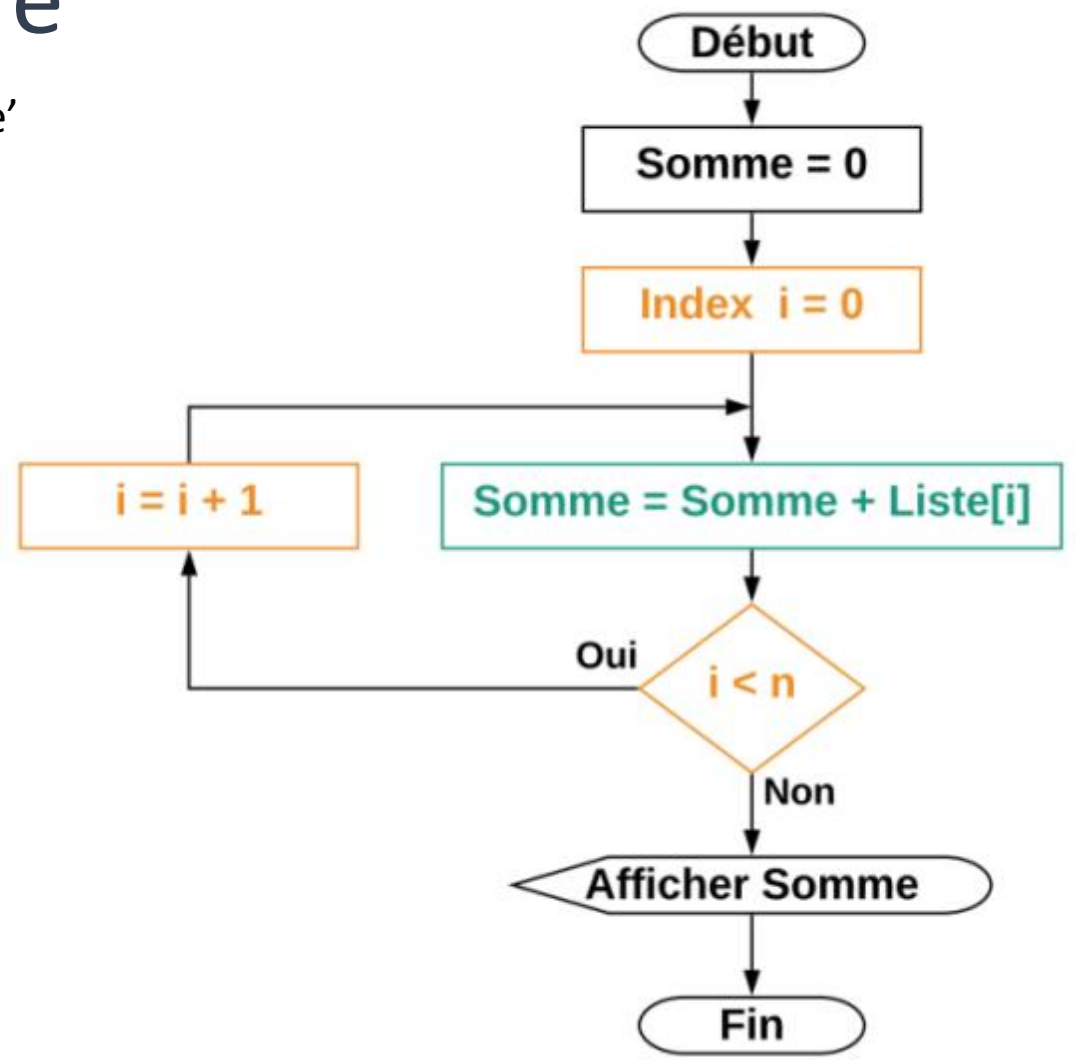 e
e’
Début
Somme = 0
Index i = 0
i = i + 1
Somme = Somme + Liste[i]
Oui
i < n
Non
Afficher Somme
Fin